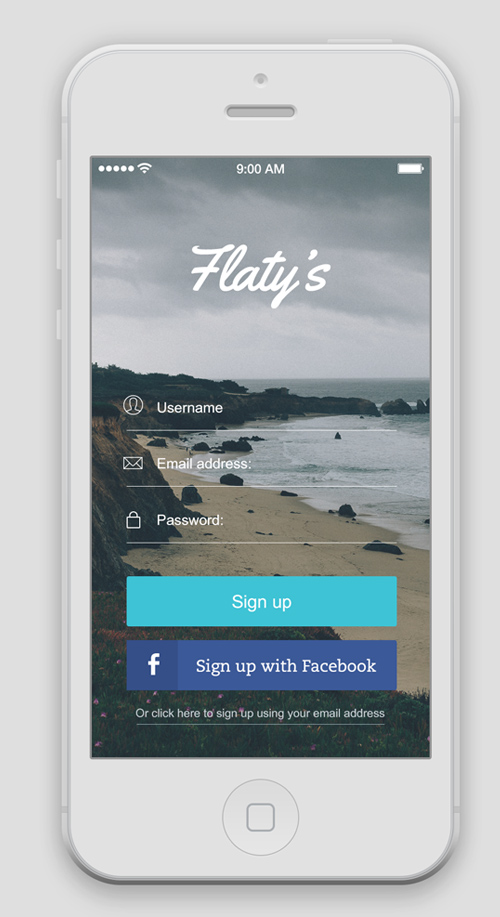 9:00 AM
Flaty's
Username
Email address:
Password:
Sign up
f
Sign up with Facebook
Or click here to sign up using your email address